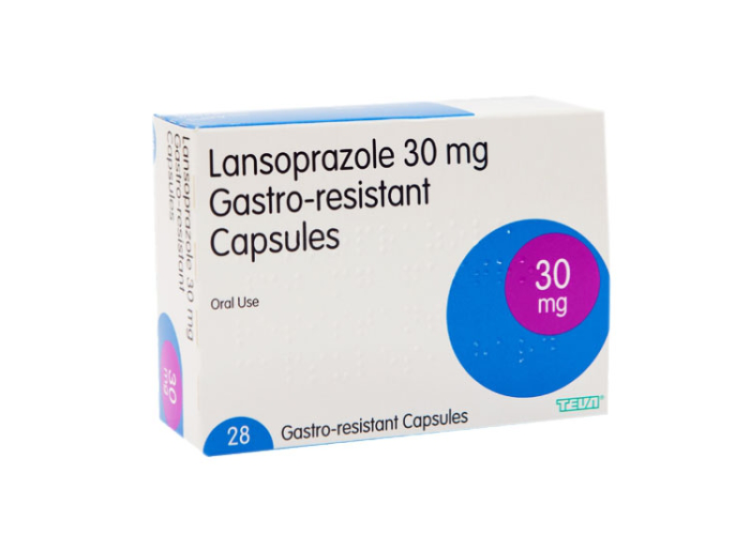 Lansoprazole 30 mg
Gastro-resistant
Capsules
Oral Use
30
mg
TEVA®
28 Gastro-resistant Capsules
Lansoprazole 30 mg
Gastro-resistant
Capsules
30
mg